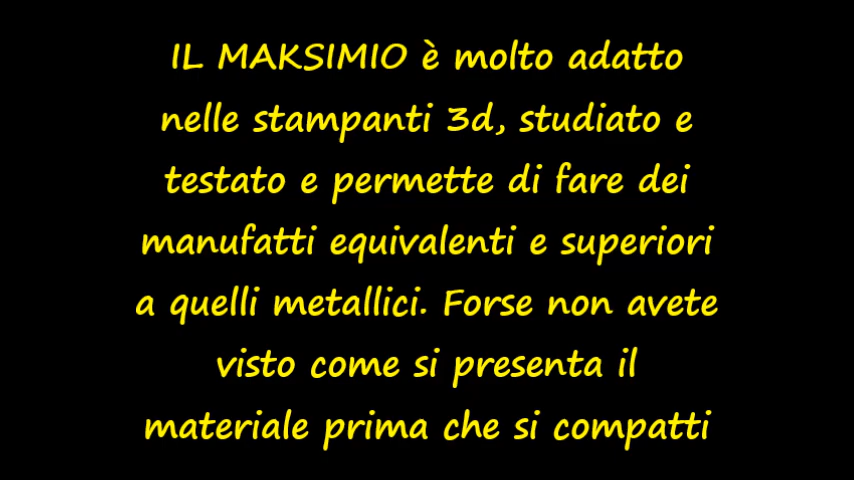 IL MAKSIMIO è molto adatto
nelle stampanti 3d, studiato e
testato e permette di fare dei
manufatti equivalenti e superiori
a quelli metallici. Forse non avete
visto come si presenta il
materiale prima che si compatti